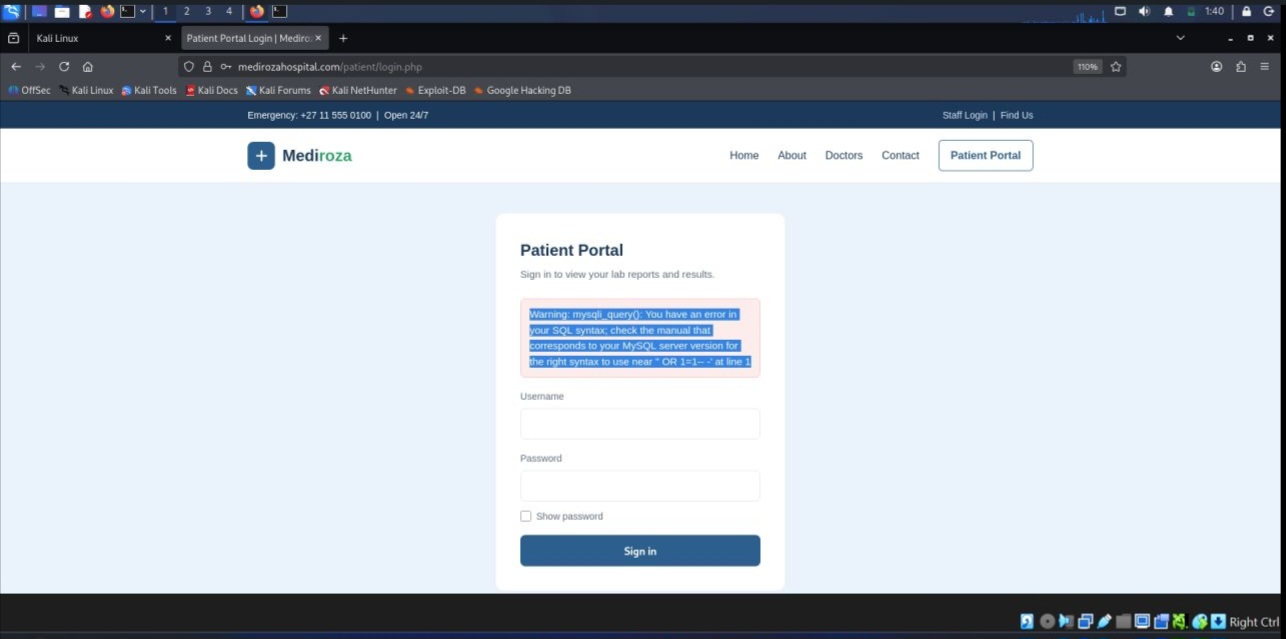 1 2 3 4 1:40
Kali Linux Patient Portal Login | Mediro
medirozahospital.com/patient/login.php 110%
OffSec Kali Linux Kali Tools Kali Docs Kali Forums Kali NetHunter Exploit-DB Google Hacking DB
Emergency: +27 11 555 0100 | Open 24/7 Staff Login | Find Us
Mediroza Home About Doctors Contact Patient Portal
Patient Portal
Sign in to view your lab reports and results.
Warning: mysqli_query(): You have an error in
your SQL syntax; check the manual that
corresponds to your MySQL server version for
the right syntax to use near '' OR 1=1-- -' at line 1
Username
Password
Show password
Sign in
Right Ctrl